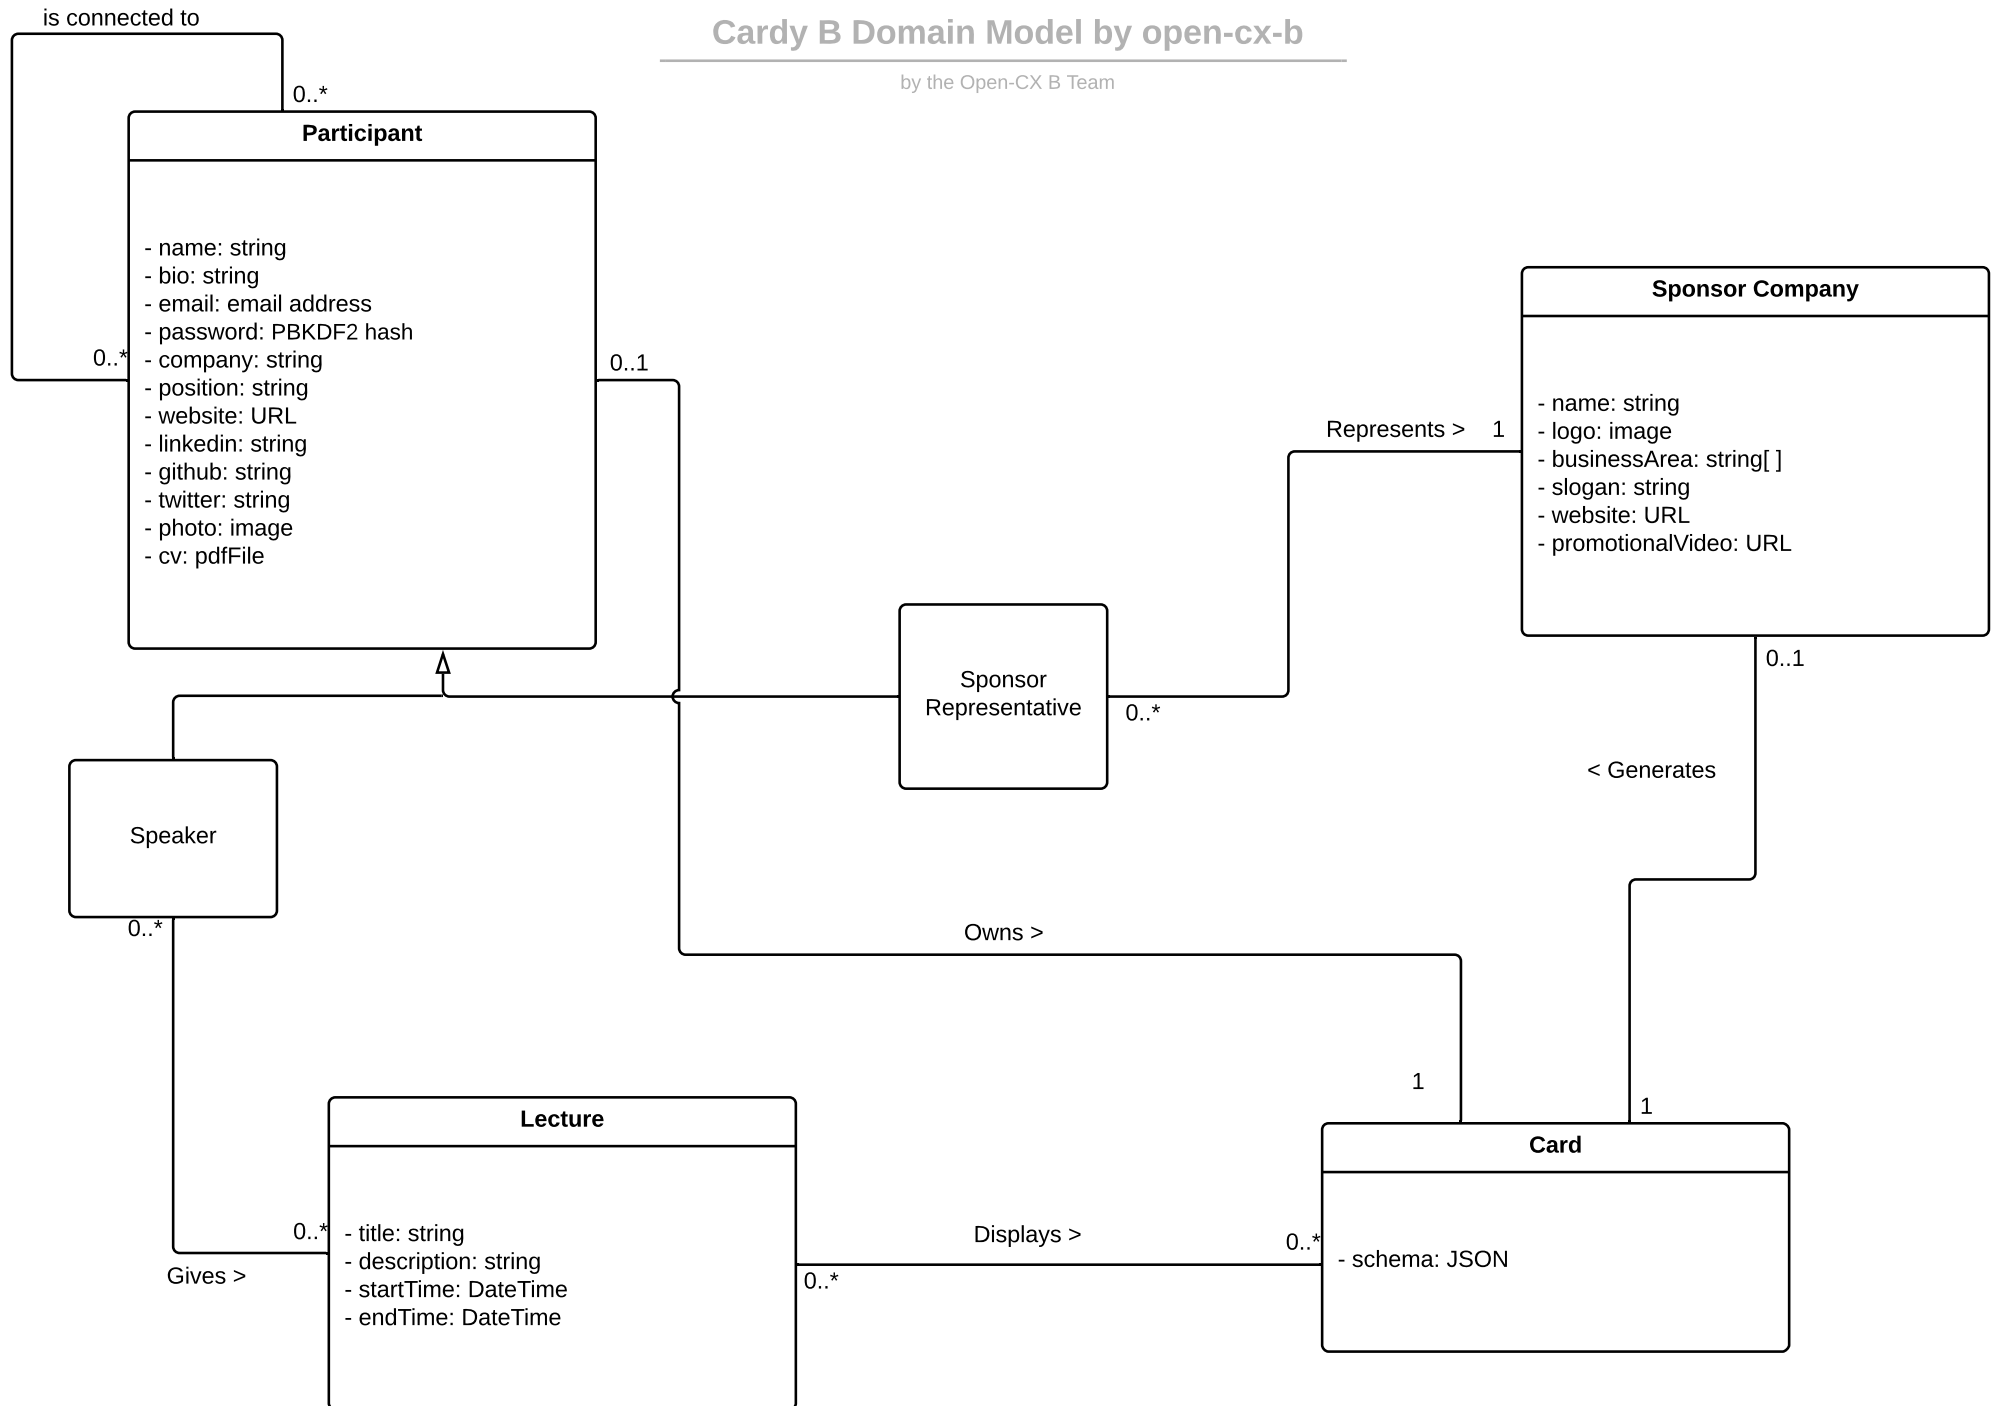 is connected to
Cardy B Domain Model by open-cx-b
by the Open-CX B Team
0..*
Participant
- name: string
- bio: string
- email: email address
- password: PBKDF2 hash
- company: string
- position: string
- website: URL
- linkedin: string
- github: string
- twitter: string
- photo: image
- cv: pdfFile
0..*
0..1
Sponsor Company
- name: string
- logo: image
- businessArea: string[ ]
- slogan: string
- website: URL
- promotionalVideo: URL
Represents > 1
Sponsor
Representative
0..*
0..1
< Generates
Speaker
0..*
Owns >
1
1
Lecture
- title: string
- description: string
- startTime: DateTime
- endTime: DateTime
0..*
Gives >
Displays >
0..*
0..*
Card
- schema: JSON